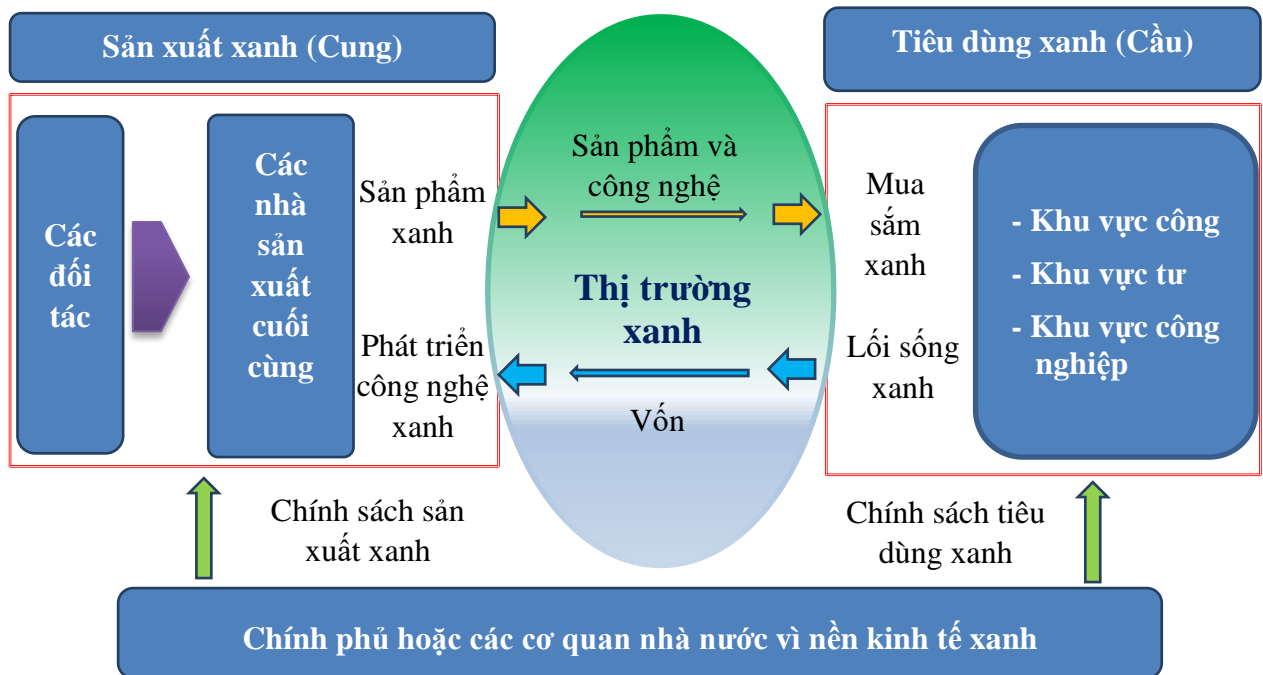 Sản xuất xanh (Cung)
Tiêu dùng xanh (Cầu)
Các
đối
tác
Các
nhà
sản
xuất
cuối
cùng
Sản phẩm
xanh
Phát triển
công nghệ
xanh
Sản phẩm và
công nghệ
Thị trường
xanh
Vốn
Mua
sắm
xanh
Lối sống
xanh
- Khu vực công
- Khu vực tư
- Khu vực công
nghiệp
Chính sách sản
xuất xanh
Chính sách tiêu
dùng xanh
Chính phủ hoặc các cơ quan nhà nước vì nền kinh tế xanh